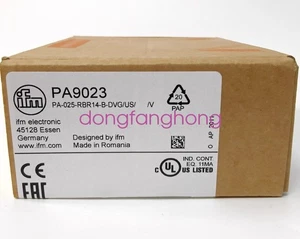 ifm
PA9023
PA-025-RBR14-B-DVG/US/ /V
20
PAP
dongfanghong
ifm electronic
45128 Essen
Germany
www.ifm.com
Designed by ifm
Made in Romania
CE
EAC
c UL US LISTED
IND. CONT.
EQ. 11MA